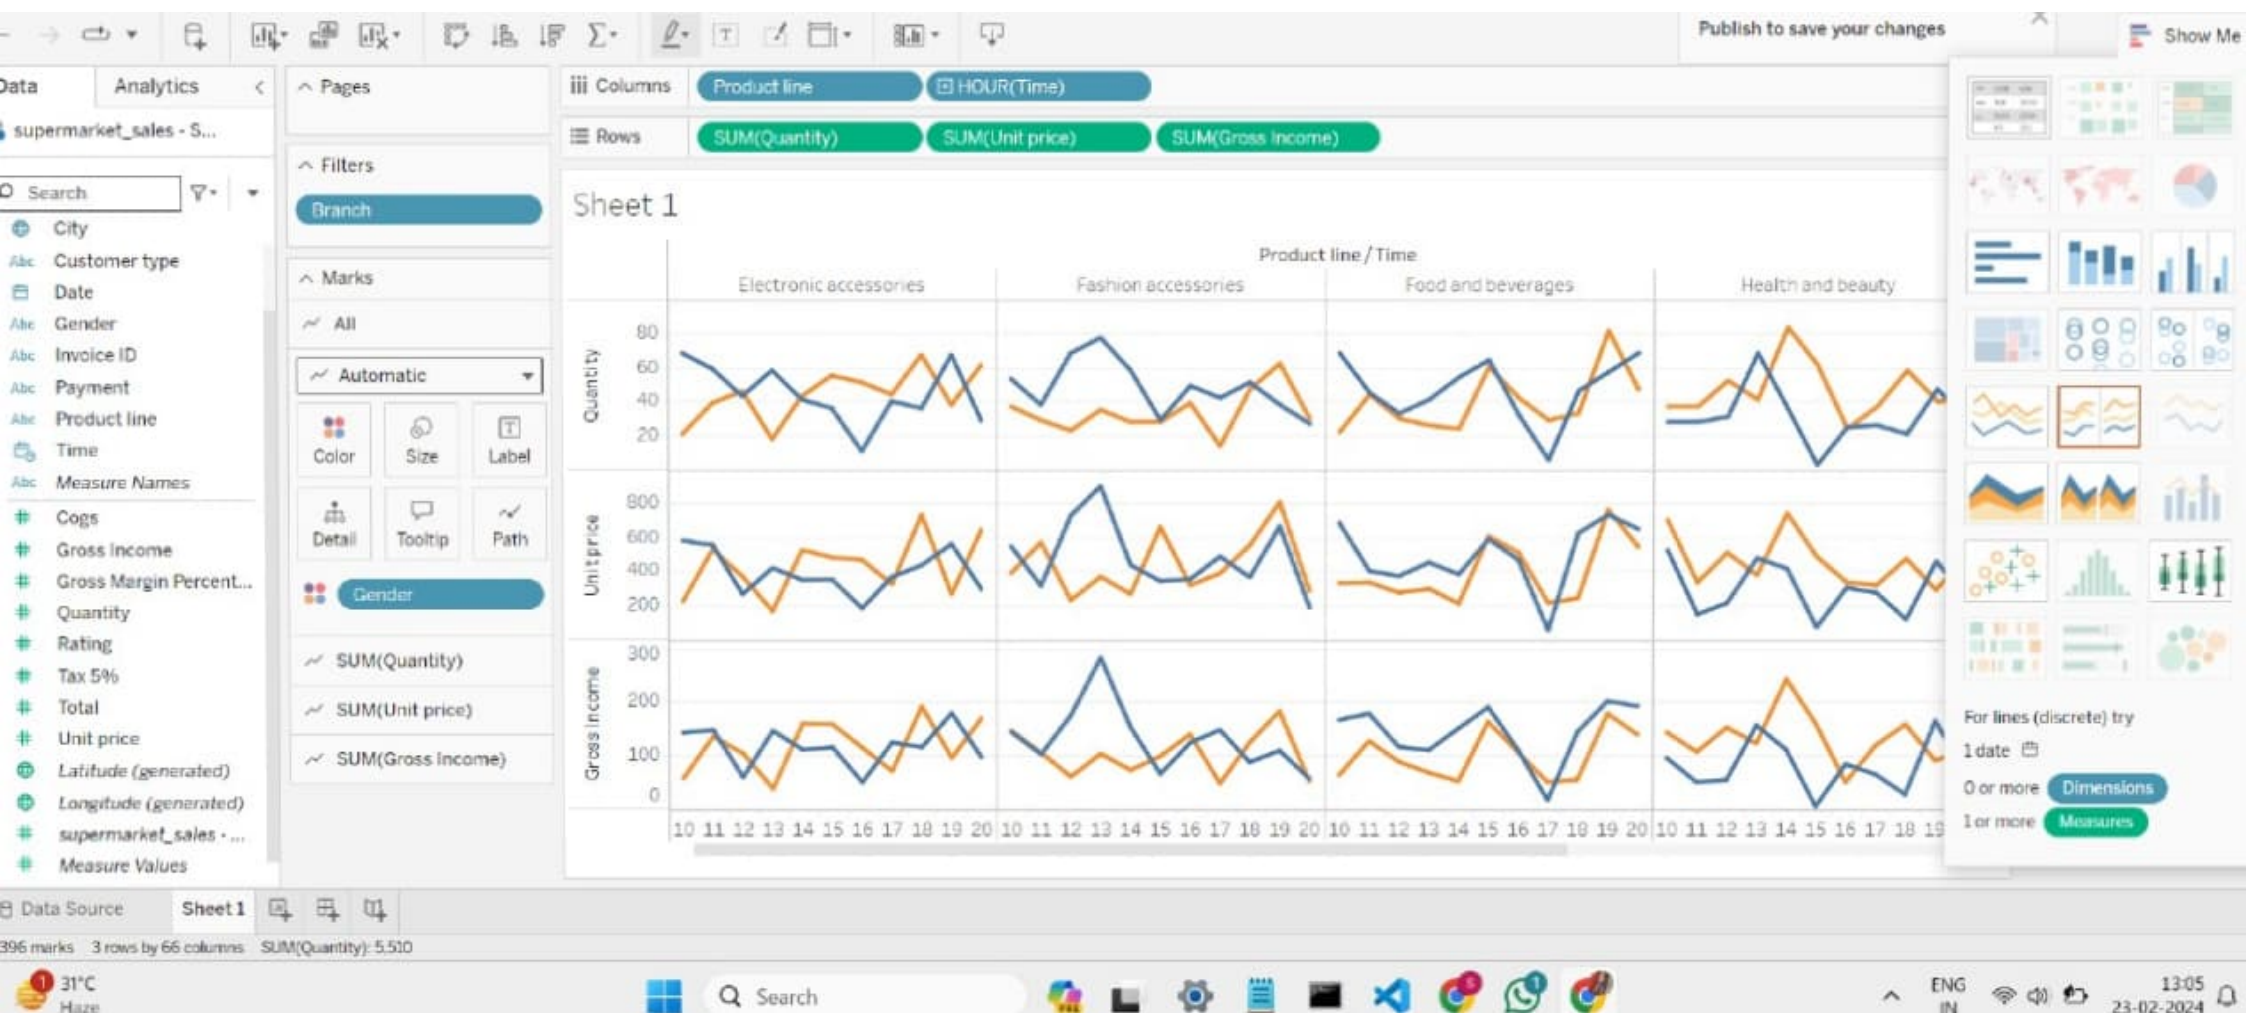 Publish to save your changes
Show Me
Data
Analytics
supermarket_sales - S...
Search
City
Abc Customer type
Date
Abc Gender
Abc Invoice ID
Abc Payment
Abc Product line
Time
Abc Measure Names
# Cogs
# Gross Income
# Gross Margin Percent...
# Quantity
# Rating
# Tax 5%
# Total
# Unit price
Latitude (generated)
Longitude (generated)
# supermarket_sales - ...
# Measure Values
Pages
Filters
Branch
Marks
All
Automatic
Color Size Label
Detail Tooltip Path
Gender
SUM(Quantity)
SUM(Unit price)
SUM(Gross Income)
Columns Product line HOUR(Time)
Rows SUM(Quantity) SUM(Unit price) SUM(Gross Income)
Sheet 1
Product line / Time
Electronic accessories Fashion accessories Food and beverages Health and beauty
Quantity
80
60
40
20
Unit price
800
600
400
200
Gross Income
300
200
100
0
10 11 12 13 14 15 16 17 18 19 20 10 11 12 13 14 15 16 17 18 19 20 10 11 12 13 14 15 16 17 18 19 20 10 11 12 13 14 15 16 17 18 19
For lines (discrete) try
1 date
0 or more Dimensions
1 or more Measures
Data Source Sheet 1
396 marks 3 rows by 66 columns SUM(Quantity): 5,510
1
31°C
Haze
Search
ENG
IN
13:05
23-02-2024